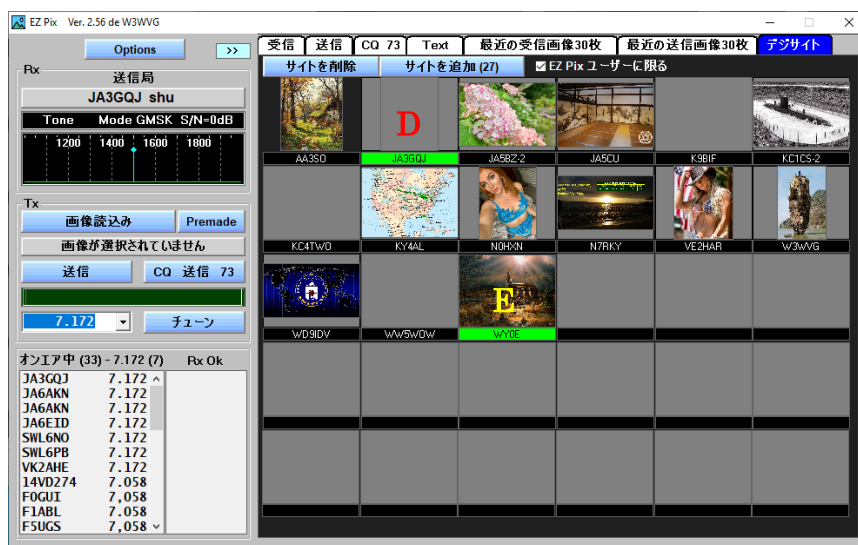 EZ Pix Ver. 2.56 de W3WVG
Options
>>
受信 送信 CQ 73 Text 最近の受信画像30枚 最近の送信画像30枚 デジサイト
サイトを削除 サイトを追加 (27) EZ Pix ユーザーに限る
Rx
送信局
JA3GQJ shu
Tone Mode GMSK S/N=0dB
1200 1400 1600 1800
D
AA3SO JA3GQJ JA5BZ-2 JA5CU K9BIF KC1CS-2
Tx
画像読込み Premade
画像が選択されていません
送信 CQ 送信 73
7.172 チューン
KC4TWO KY4AL N0HXN N7RKY VE2HAR W3WVG
E
WD9IDV WW5WOW WY0E
オンエア中 (33) - 7.172 (7) Rx Ok
JA3GQJ 7.172
JA6AKN 7.172
JA6AKN 7.172
JA6EID 7.172
SWL6NO 7.172
SWL6PB 7.172
VK2AHE 7.172
14VD274 7.058
F0GUI 7,058
F1ABL 7.058
F5UGS 7,058